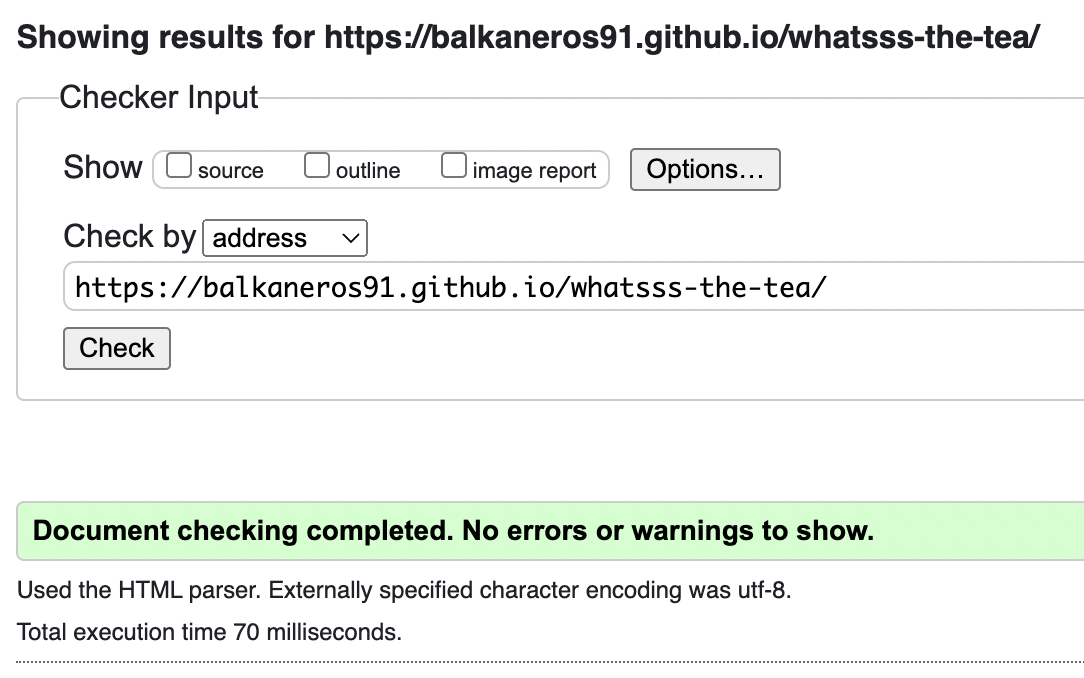 Showing results for https://balkaneros91.github.io/whatsss-the-tea/
Checker Input
Show source outline image report Options...
Check by address
https://balkaneros91.github.io/whatsss-the-tea/
Check
Document checking completed. No errors or warnings to show.
Used the HTML parser. Externally specified character encoding was utf-8.
Total execution time 70 milliseconds.